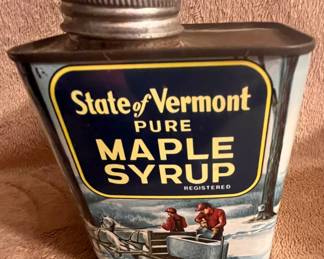 State of Vermont
PURE
MAPLE
SYRUP
REGISTERED